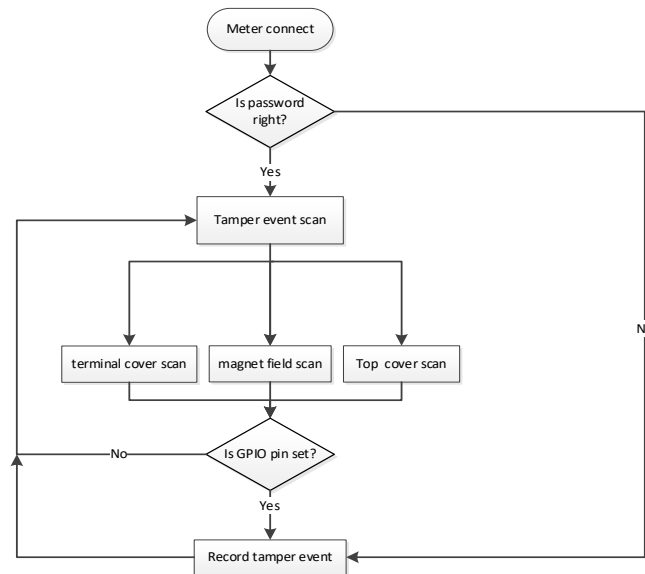 Meter connect
Is password
right?
Yes
Tamper event scan
N
terminal cover scan
magnet field scan
Top cover scan
No
Is GPIO pin set?
Yes
Record tamper event